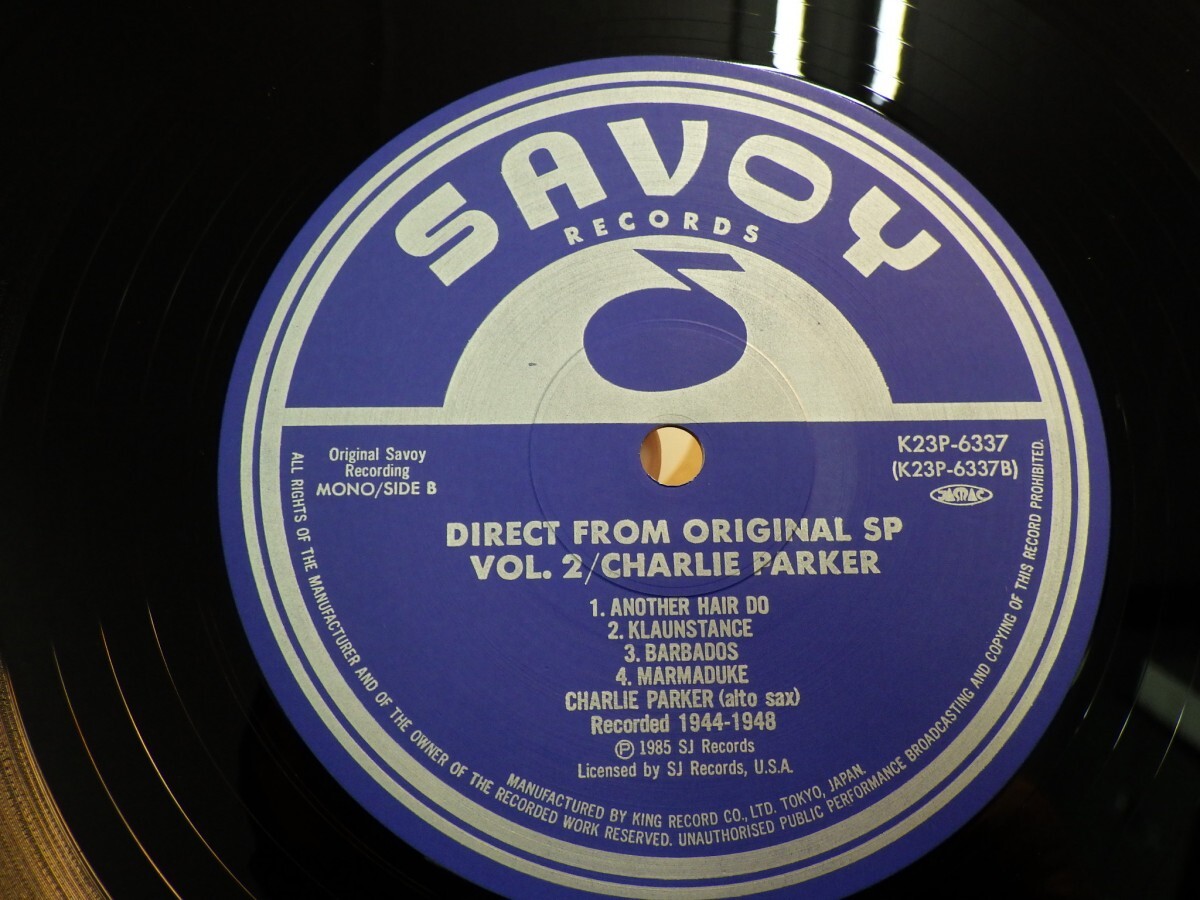 SAVOY
RECORDS
Original Savoy
Recording
MONO/SIDE B
K23P-6337
(K23P-6337B)
JASRAC
DIRECT FROM ORIGINAL SP
VOL. 2/CHARLIE PARKER
1. ANOTHER HAIR DO
2. KLAUNSTANCE
3. BARBADOS
4. MARMADUKE
CHARLIE PARKER (alto sax)
Recorded 1944-1948
Ⓟ 1985 SJ Records
Licensed by SJ Records, U.S.A.
MANUFACTURED BY KING RECORD CO., LTD. TOKYO, JAPAN.
ALL RIGHTS OF THE MANUFACTURER AND OF THE OWNER OF THE RECORDED WORK RESERVED. UNAUTHORISED PUBLIC PERFORMANCE BROADCASTING AND COPYING OF THIS RECORD PROHIBITED.